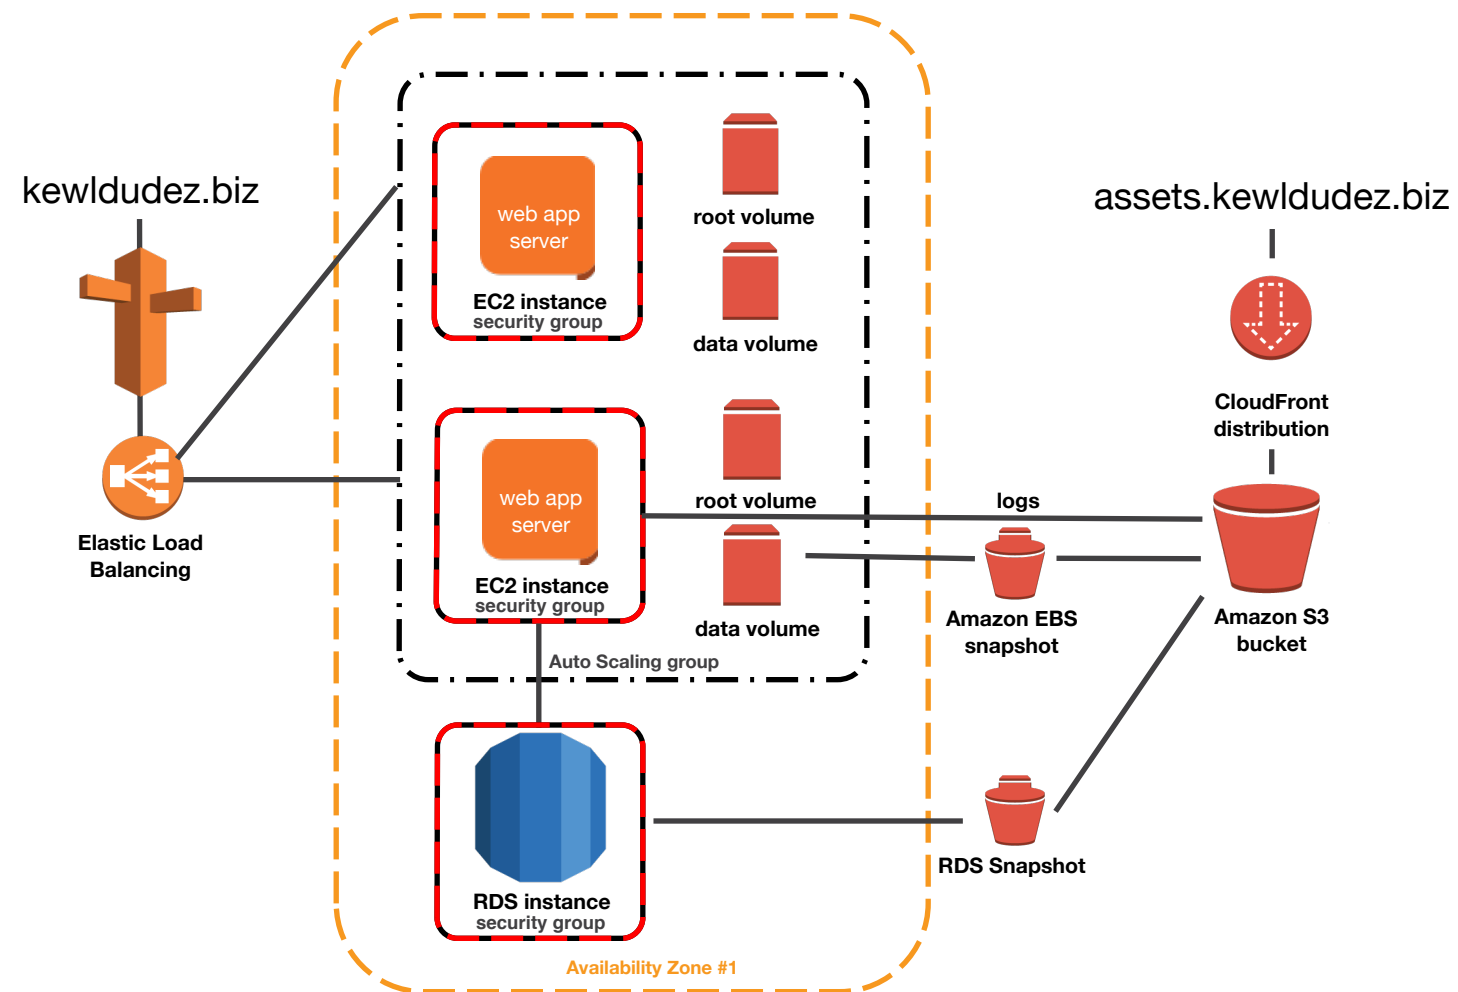 kewldudez.biz
Elastic Load
Balancing
web app
server
EC2 instance
security group
root volume
data volume
web app
server
EC2 instance
security group
root volume
data volume
Auto Scaling group
RDS instance
security group
Availability Zone #1
logs
Amazon EBS
snapshot
RDS Snapshot
assets.kewldudez.biz
CloudFront
distribution
Amazon S3
bucket